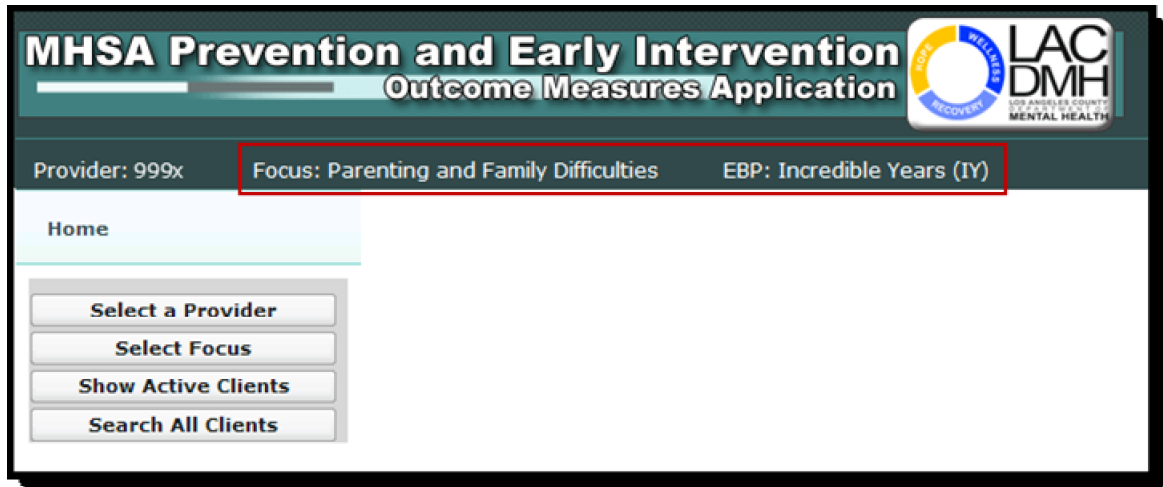 MHSA Prevention and Early Intervention
Outcome Measures Application
HOPE
WELLNESS
RECOVERY
LAC
DMH
LOS ANGELES COUNTY
DEPARTMENT OF
MENTAL HEALTH
Provider: 999x Focus: Parenting and Family Difficulties EBP: Incredible Years (IY)
Home
Select a Provider
Select Focus
Show Active Clients
Search All Clients